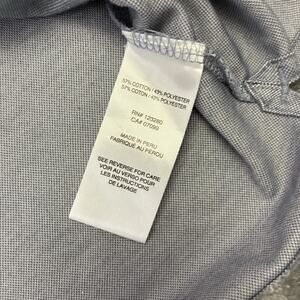 57% COTTON / 43% POLYESTER
57% COTON / 43% POLYESTER
RN# 120280
CA# 07099
MADE IN PERU
FABRIQUÉ AU PÉROU
SEE REVERSE FOR CARE
VOIR AU VERSO POUR
LES INSTRUCTIONS
DE LAVAGE